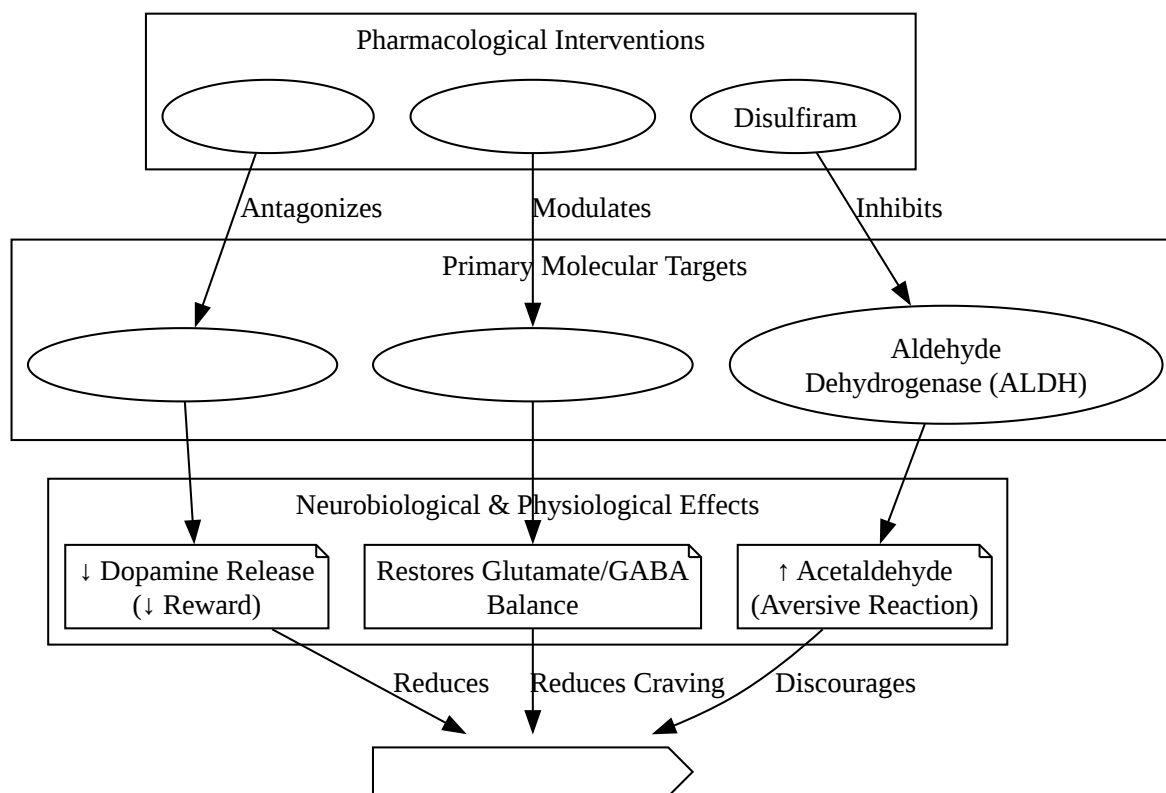 Pharmacological Interventions
Disulfiram
Antagonizes
Modulates
Inhibits
Primary Molecular Targets
Aldehyde
Dehydrogenase (ALDH)
Neurobiological & Physiological Effects
↓ Dopamine Release
(↓ Reward)
Restores Glutamate/GABA
Balance
↑ Acetaldehyde
(Aversive Reaction)
Reduces
Reduces Craving
Discourages